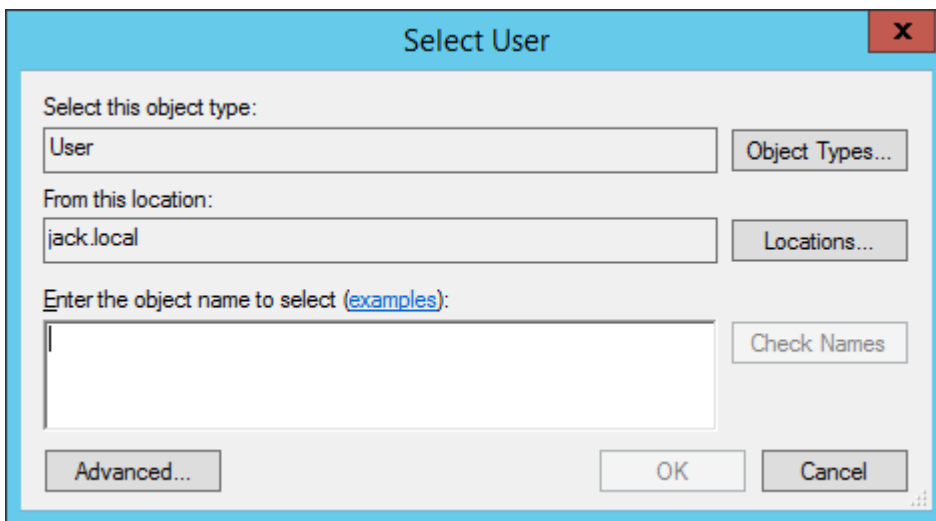 Select User
x
Select this object type:
User
Object Types...
From this location:
jack.local
Locations...
Enter the object name to select (examples):
Check Names
Advanced...
OK
Cancel